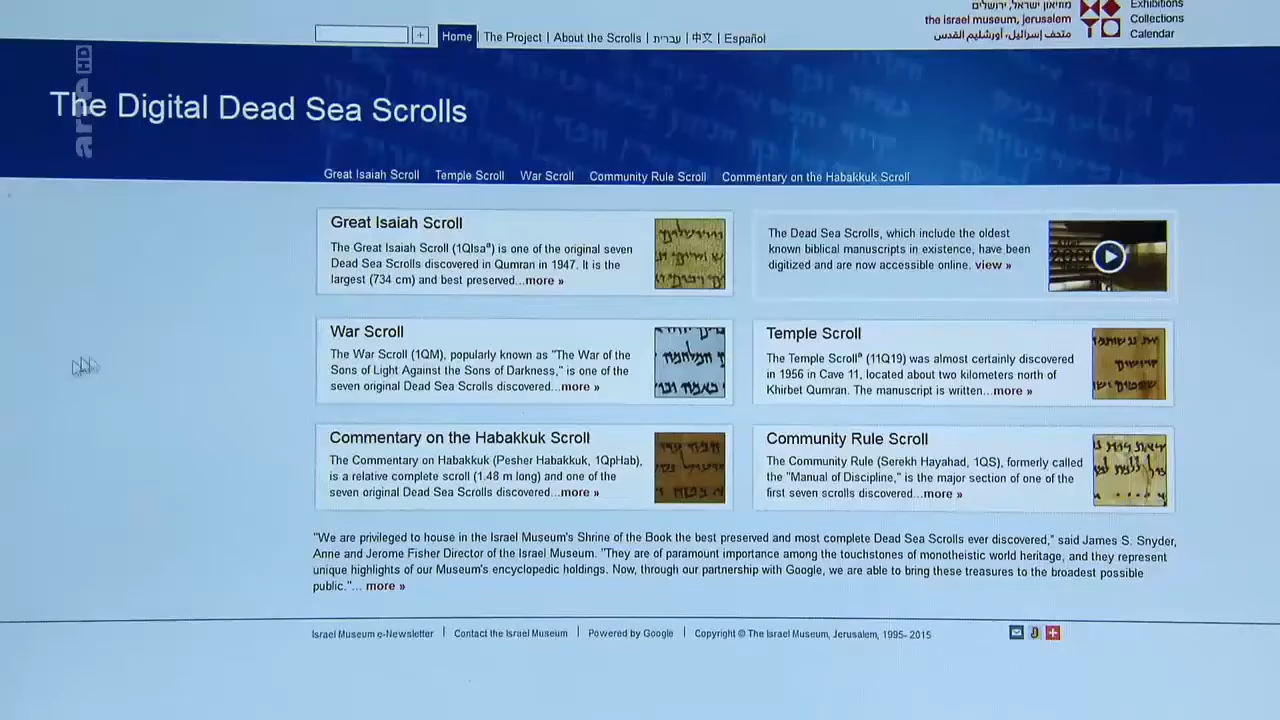 מוזיאון ישראל, ירושלים
the israel museum, jerusalem
متحف إسرائيل، أورشليم القدس
Exhibitions
Collections
Calendar
+
Home | The Project | About the Scrolls | עברית | 中文 | Español
arte HD
The Digital Dead Sea Scrolls
Great Isaiah Scroll Temple Scroll War Scroll Community Rule Scroll Commentary on the Habakkuk Scroll
Great Isaiah Scroll
The Great Isaiah Scroll (1QIsaª) is one of the original seven
Dead Sea Scrolls discovered in Qumran in 1947. It is the
largest (734 cm) and best preserved...more »
The Dead Sea Scrolls, which include the oldest
known biblical manuscripts in existence, have been
digitized and are now accessible online. view »
War Scroll
The War Scroll (1QM), popularly known as "The War of the
Sons of Light Against the Sons of Darkness," is one of the
seven original Dead Sea Scrolls discovered...more »
Temple Scroll
The Temple Scrollª (11Q19) was almost certainly discovered
in 1956 in Cave 11, located about two kilometers north of
Khirbet Qumran. The manuscript is written...more »
Commentary on the Habakkuk Scroll
The Commentary on Habakkuk (Pesher Habakkuk, 1QpHab),
is a relative complete scroll (1.48 m long) and one of the
seven original Dead Sea Scrolls discovered...more »
Community Rule Scroll
The Community Rule (Serekh Hayahad, 1QS), formerly called
the "Manual of Discipline," is the major section of one of the
first seven scrolls discovered...more »
"We are privileged to house in the Israel Museum's Shrine of the Book the best preserved and most complete Dead Sea Scrolls ever discovered," said James S. Snyder,
Anne and Jerome Fisher Director of the Israel Museum. "They are of paramount importance among the touchstones of monotheistic world heritage, and they represent
unique highlights of our Museum's encyclopedic holdings. Now, through our partnership with Google, we are able to bring these treasures to the broadest possible
public."... more »
Israel Museum e-Newsletter | Contact the Israel Museum | Powered by Google | Copyright © The Israel Museum, Jerusalem, 1995- 2015